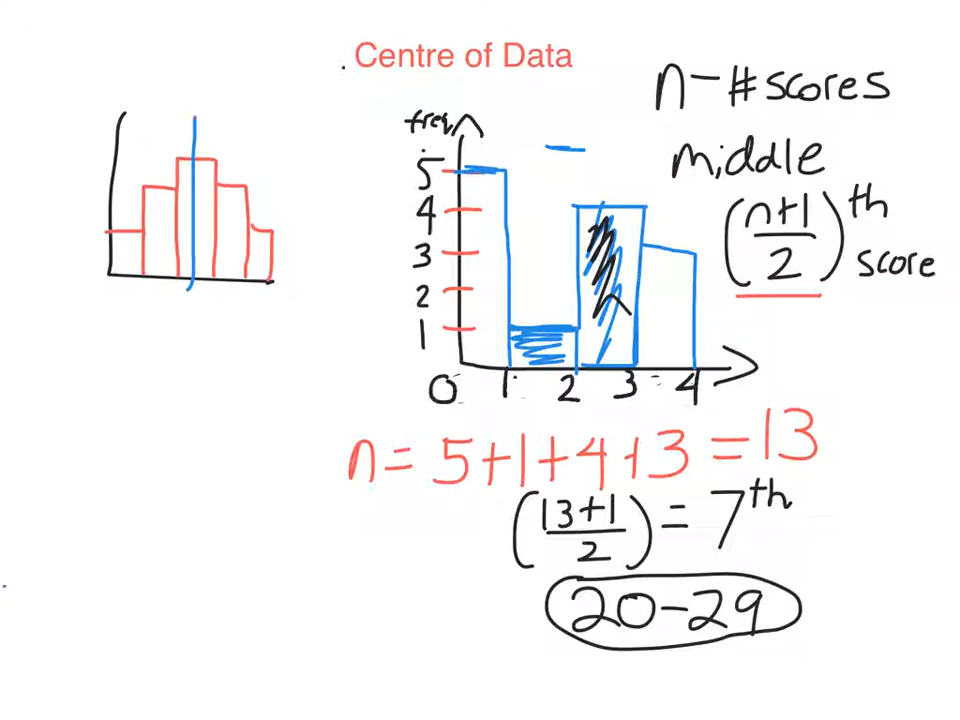 Centre of Data
n - # scores
middle
(n+1/2)th
score
freq
5
4
3
2
1
0 1 2 3 4
n = 5+1+4+3 = 13
(13+1/2) = 7th
20-29